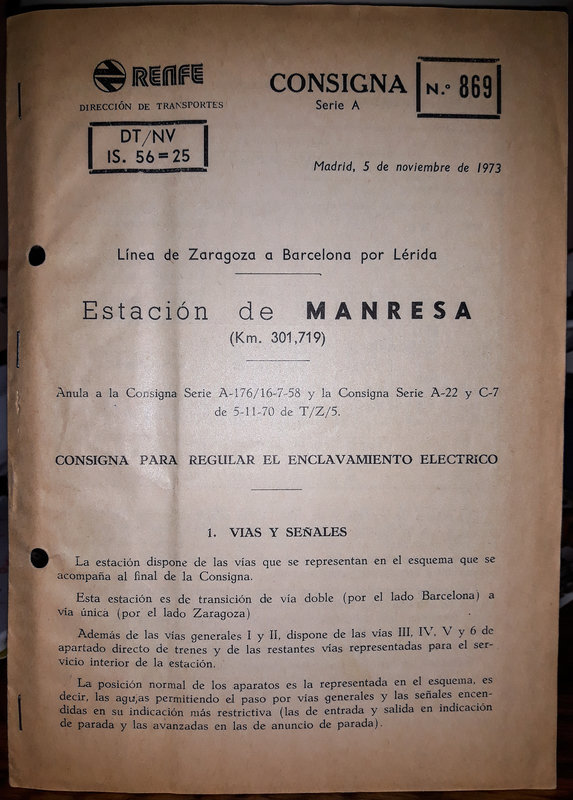 RENFE
DIRECCIÓN DE TRANSPORTES
CONSIGNA
Serie A
N.º 869
DT/NV
IS. 56=25
Madrid, 5 de noviembre de 1973
Línea de Zaragoza a Barcelona por Lérida
Estación de MANRESA
(Km. 301,719)
Anula a la Consigna Serie A-176/16-7-58 y la Consigna Serie A-22 y C-7
de 5-11-70 de T/Z/5.
CONSIGNA PARA REGULAR EL ENCLAVAMIENTO ELECTRICO
1. VIAS Y SEÑALES
La estación dispone de las vías que se representan en el esquema que se
acompaña al final de la Consigna.
Esta estación es de transición de vía doble (por el lado Barcelona) a
vía única (por el lado Zaragoza)
Además de las vías generales I y II, dispone de las vías III, IV, V y 6 de
apartado directo de trenes y de las restantes vías representadas para el ser-
vicio interior de la estación.
La posición normal de los aparatos es la representada en el esquema, es
decir, las agujas permitiendo el paso por vías generales y las señales encen-
didas en su indicación más restrictiva (las de entrada y salida en indicación
de parada y las avanzadas en las de anuncio de parada).